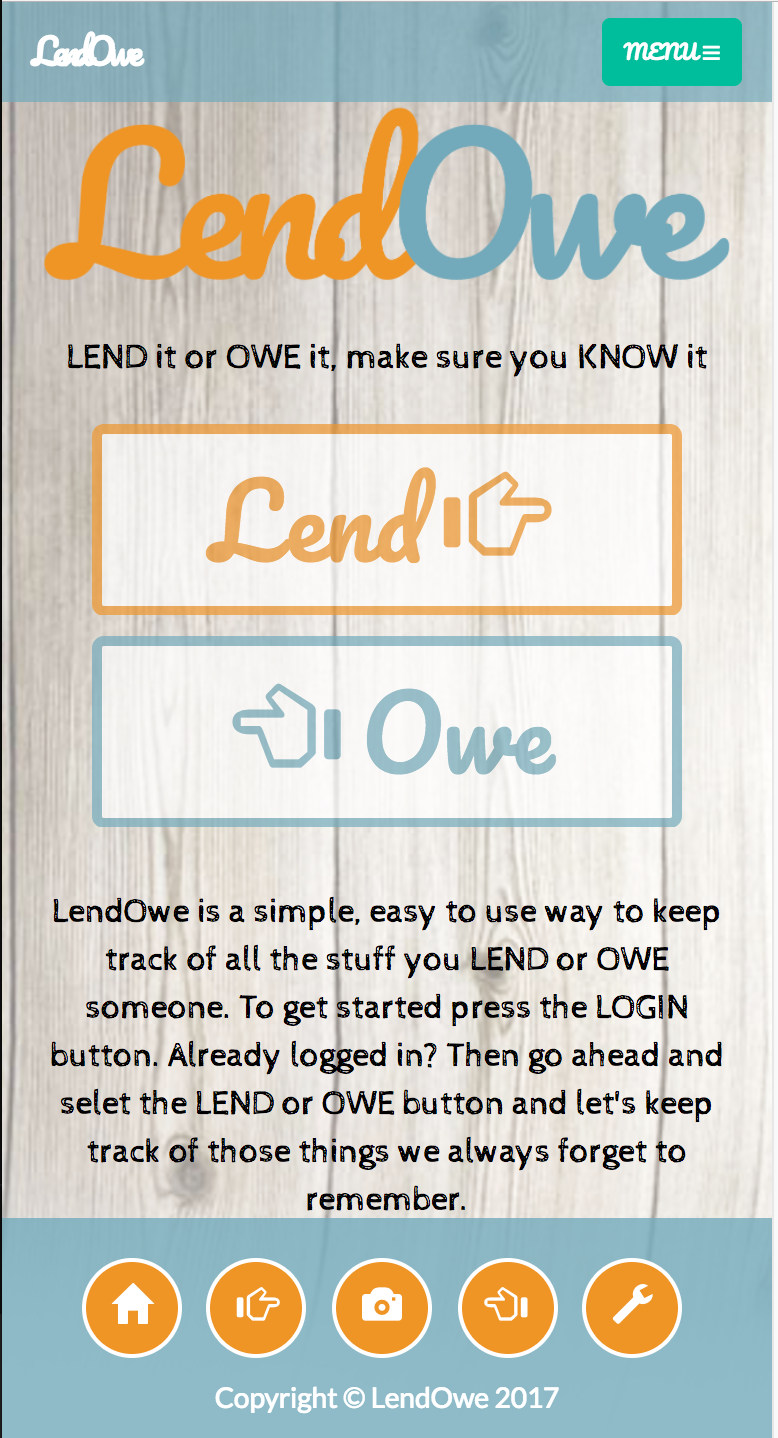 LendOwe
MENU
LendOwe
LEND it or OWE it, make sure you KNOW it
Lend
Owe
LendOwe is a simple, easy to use way to keep
track of all the stuff you LEND or OWE
someone. To get started press the LOGIN
button. Already logged in? Then go ahead and
selet the LEND or OWE button and let's keep
track of those things we always forget to
remember.
Copyright © LendOwe 2017